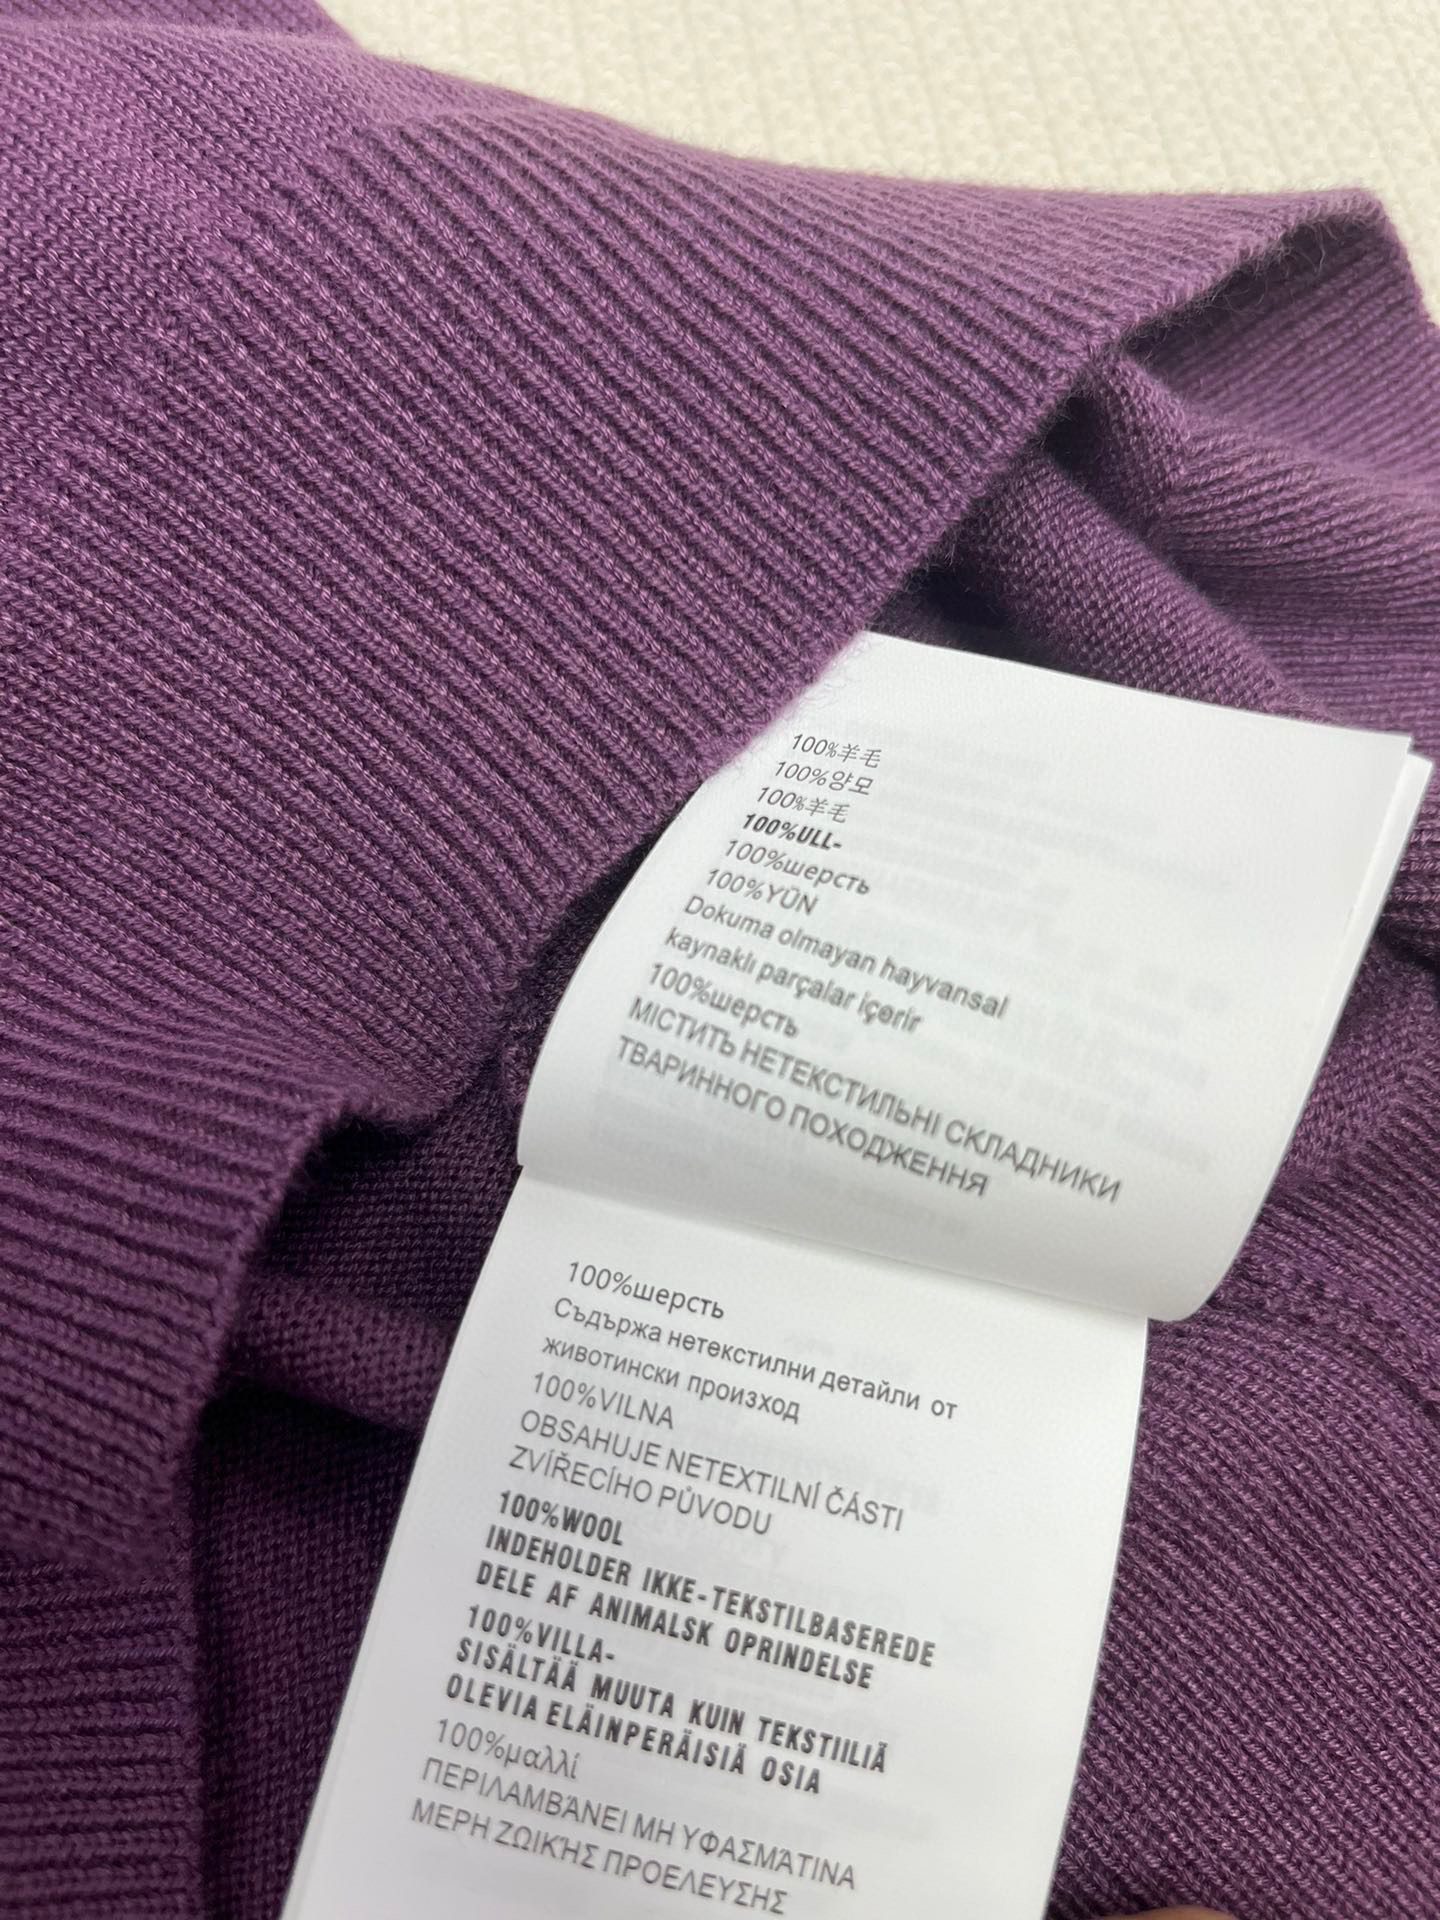 100%羊毛
100%양모
100%羊毛
100%ULL-
100%шерсть
100%YŪN
Dokuma olmayan hayvansal
kaynaklı parçalar içerir
100%шерсть
МІСТИТЬ НЕТЕКСТИЛЬНІ СКЛАДНИКИ
ТВАРИННОГО ПОХОДЖЕННЯ
100%шерсть
Съдържа нетекстилни детайли от
животински произход
100%VILNA
OBSAHUJE NETEXTILNÍ ČÁSTI
ZVÍŘECÍHO PŮVODU
100%WOOL
INDEHOLDER IKKE-TEKSTILBASEREDE
DELE AF ANIMALSK OPRINDELSE
100%VILLA-
SISÄLTÄÄ MUUTA KUIN TEKSTIILIÄ
OLEVIA ELÄINPERÄISIÄ OSIA
100%μαλλί
ΠΕΡΙΛΑΜΒΆΝΕΙ ΜΗ ΥΦΑΣΜΆΤΙΝΑ
ΜΕΡΗ ΖΩΙΚΉΣ ΠΡΟΕΛΕΥΣΗΣ